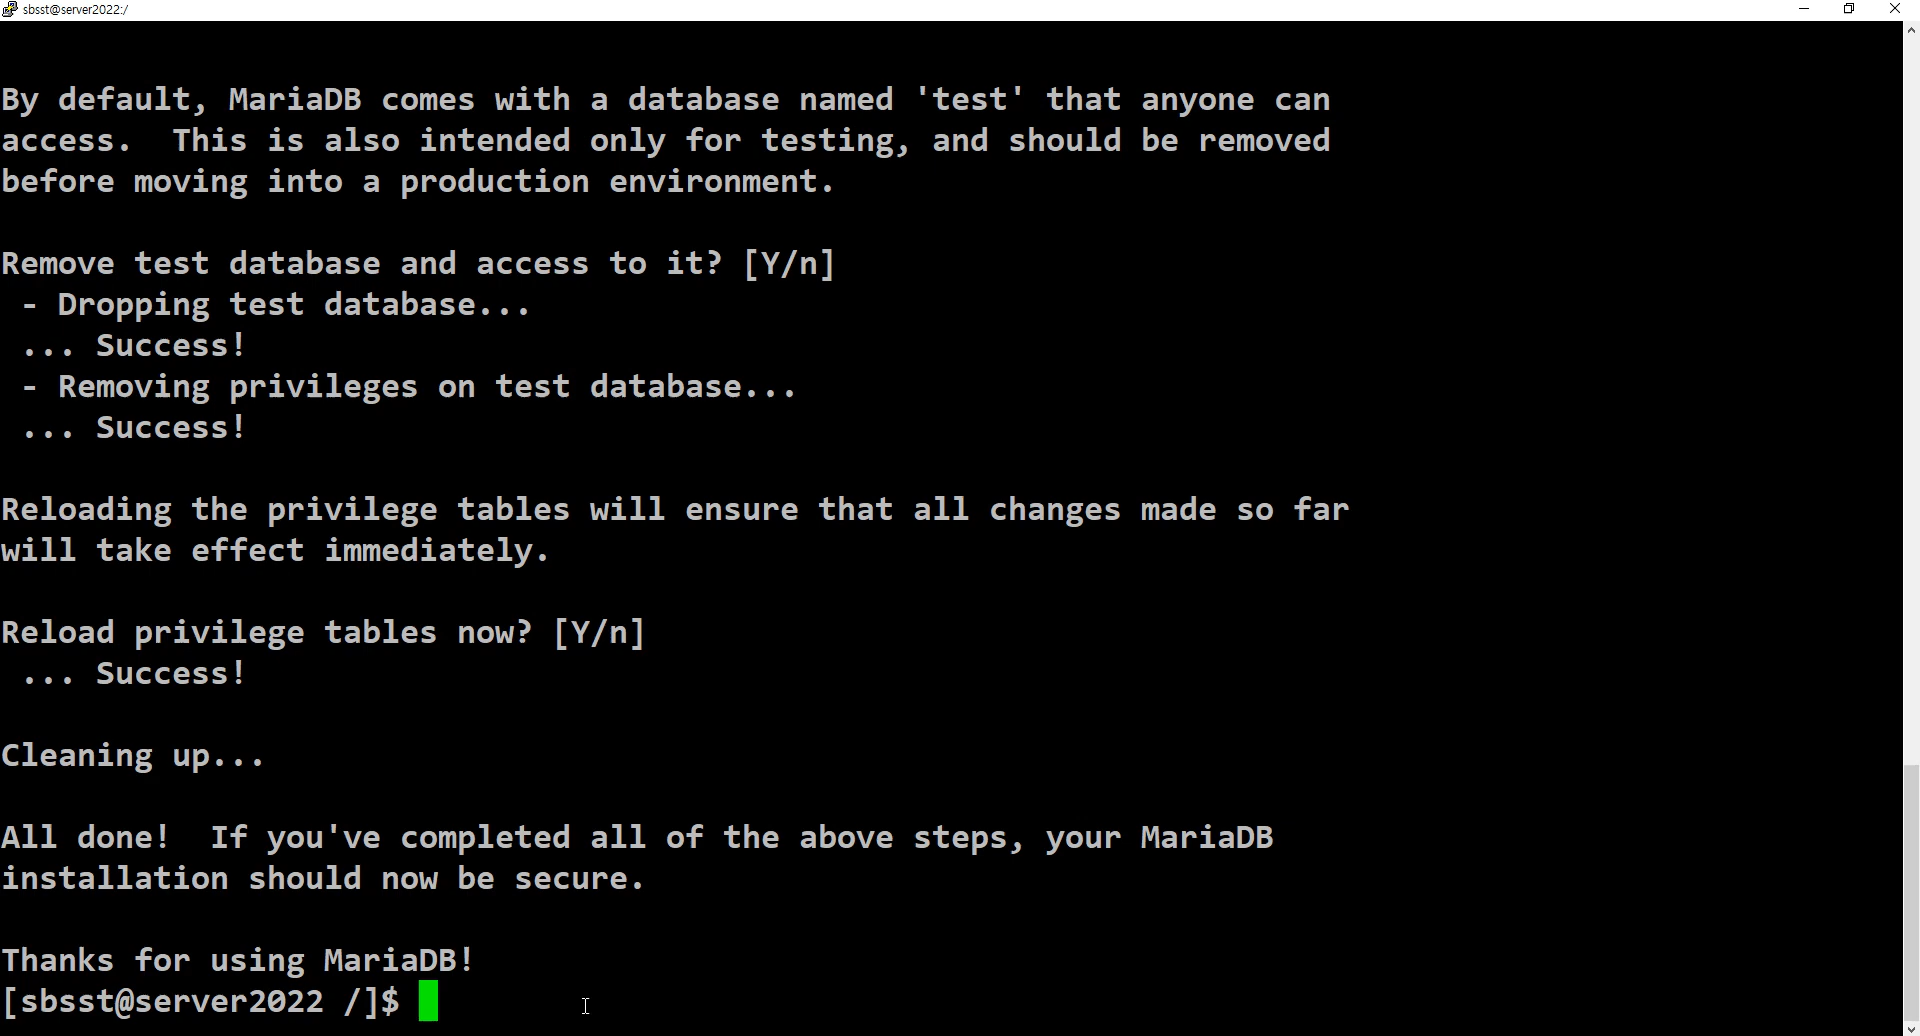 sbsst@server2022:/
By default, MariaDB comes with a database named 'test' that anyone can
access.  This is also intended only for testing, and should be removed
before moving into a production environment.
Remove test database and access to it? [Y/n]
 - Dropping test database...
 ... Success!
 - Removing privileges on test database...
 ... Success!
Reloading the privilege tables will ensure that all changes made so far
will take effect immediately.
Reload privilege tables now? [Y/n]
 ... Success!
Cleaning up...
All done!  If you've completed all of the above steps, your MariaDB
installation should now be secure.
Thanks for using MariaDB!
[sbsst@server2022 /]$